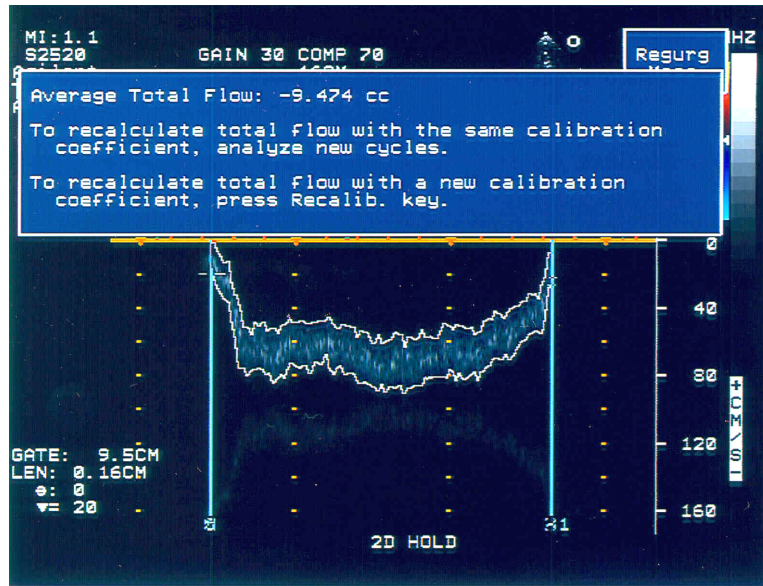 MI:1.1
S2520
GAIN 30 COMP 70
HZ
Regurg
Average Total Flow: -9.474 cc
To recalculate total flow with the same calibration
coefficient, analyze new cycles.
To recalculate total flow with a new calibration
coefficient, press Recalib. key.
0
40
80
120
160
+CM/S-
GATE: 9.5CM
LEN: 0.16CM
⊖: 0
▼= 20
2D HOLD